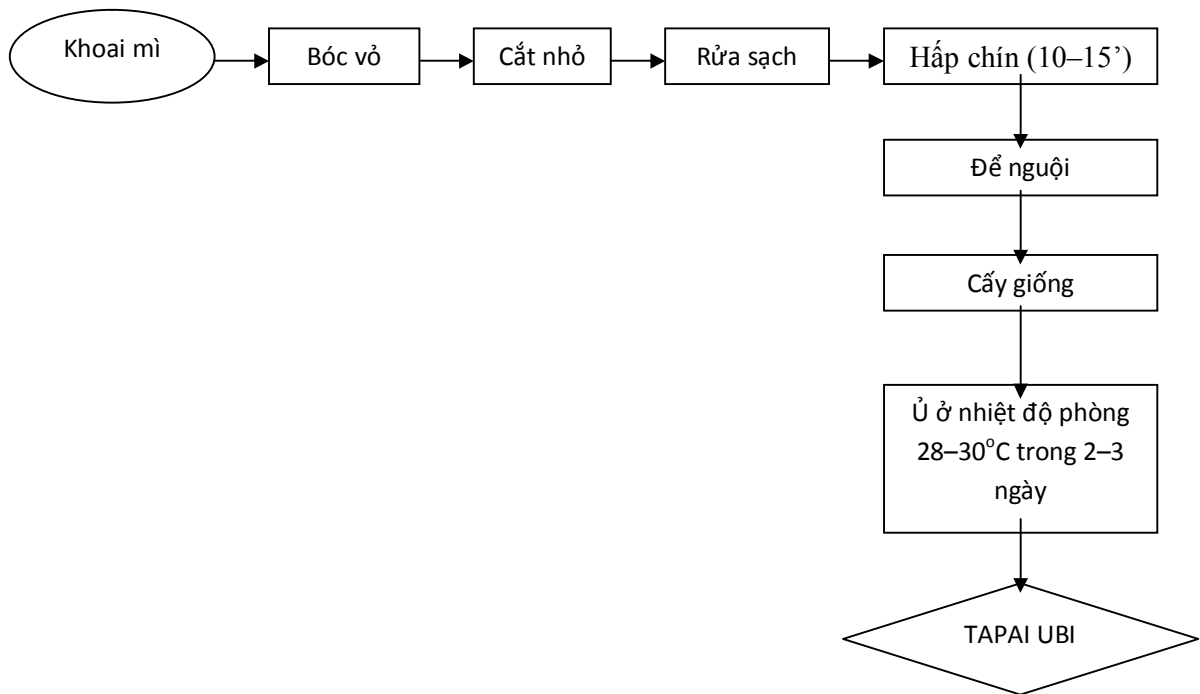 Khoai mì
Bóc vỏ
Cắt nhỏ
Rửa sạch
Hấp chín (10–15’)
Để nguội
Cấy giống
Ủ ở nhiệt độ phòng
28–30°C trong 2–3
ngày
TAPAI UBI